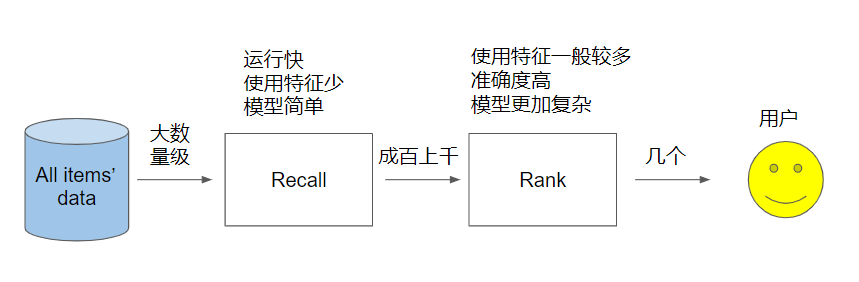 运行快
使用特征少
模型简单
使用特征一般较多
准确度高
模型更加复杂
用户
大数
量级
成百上千
几个
All items’
data
Recall
Rank